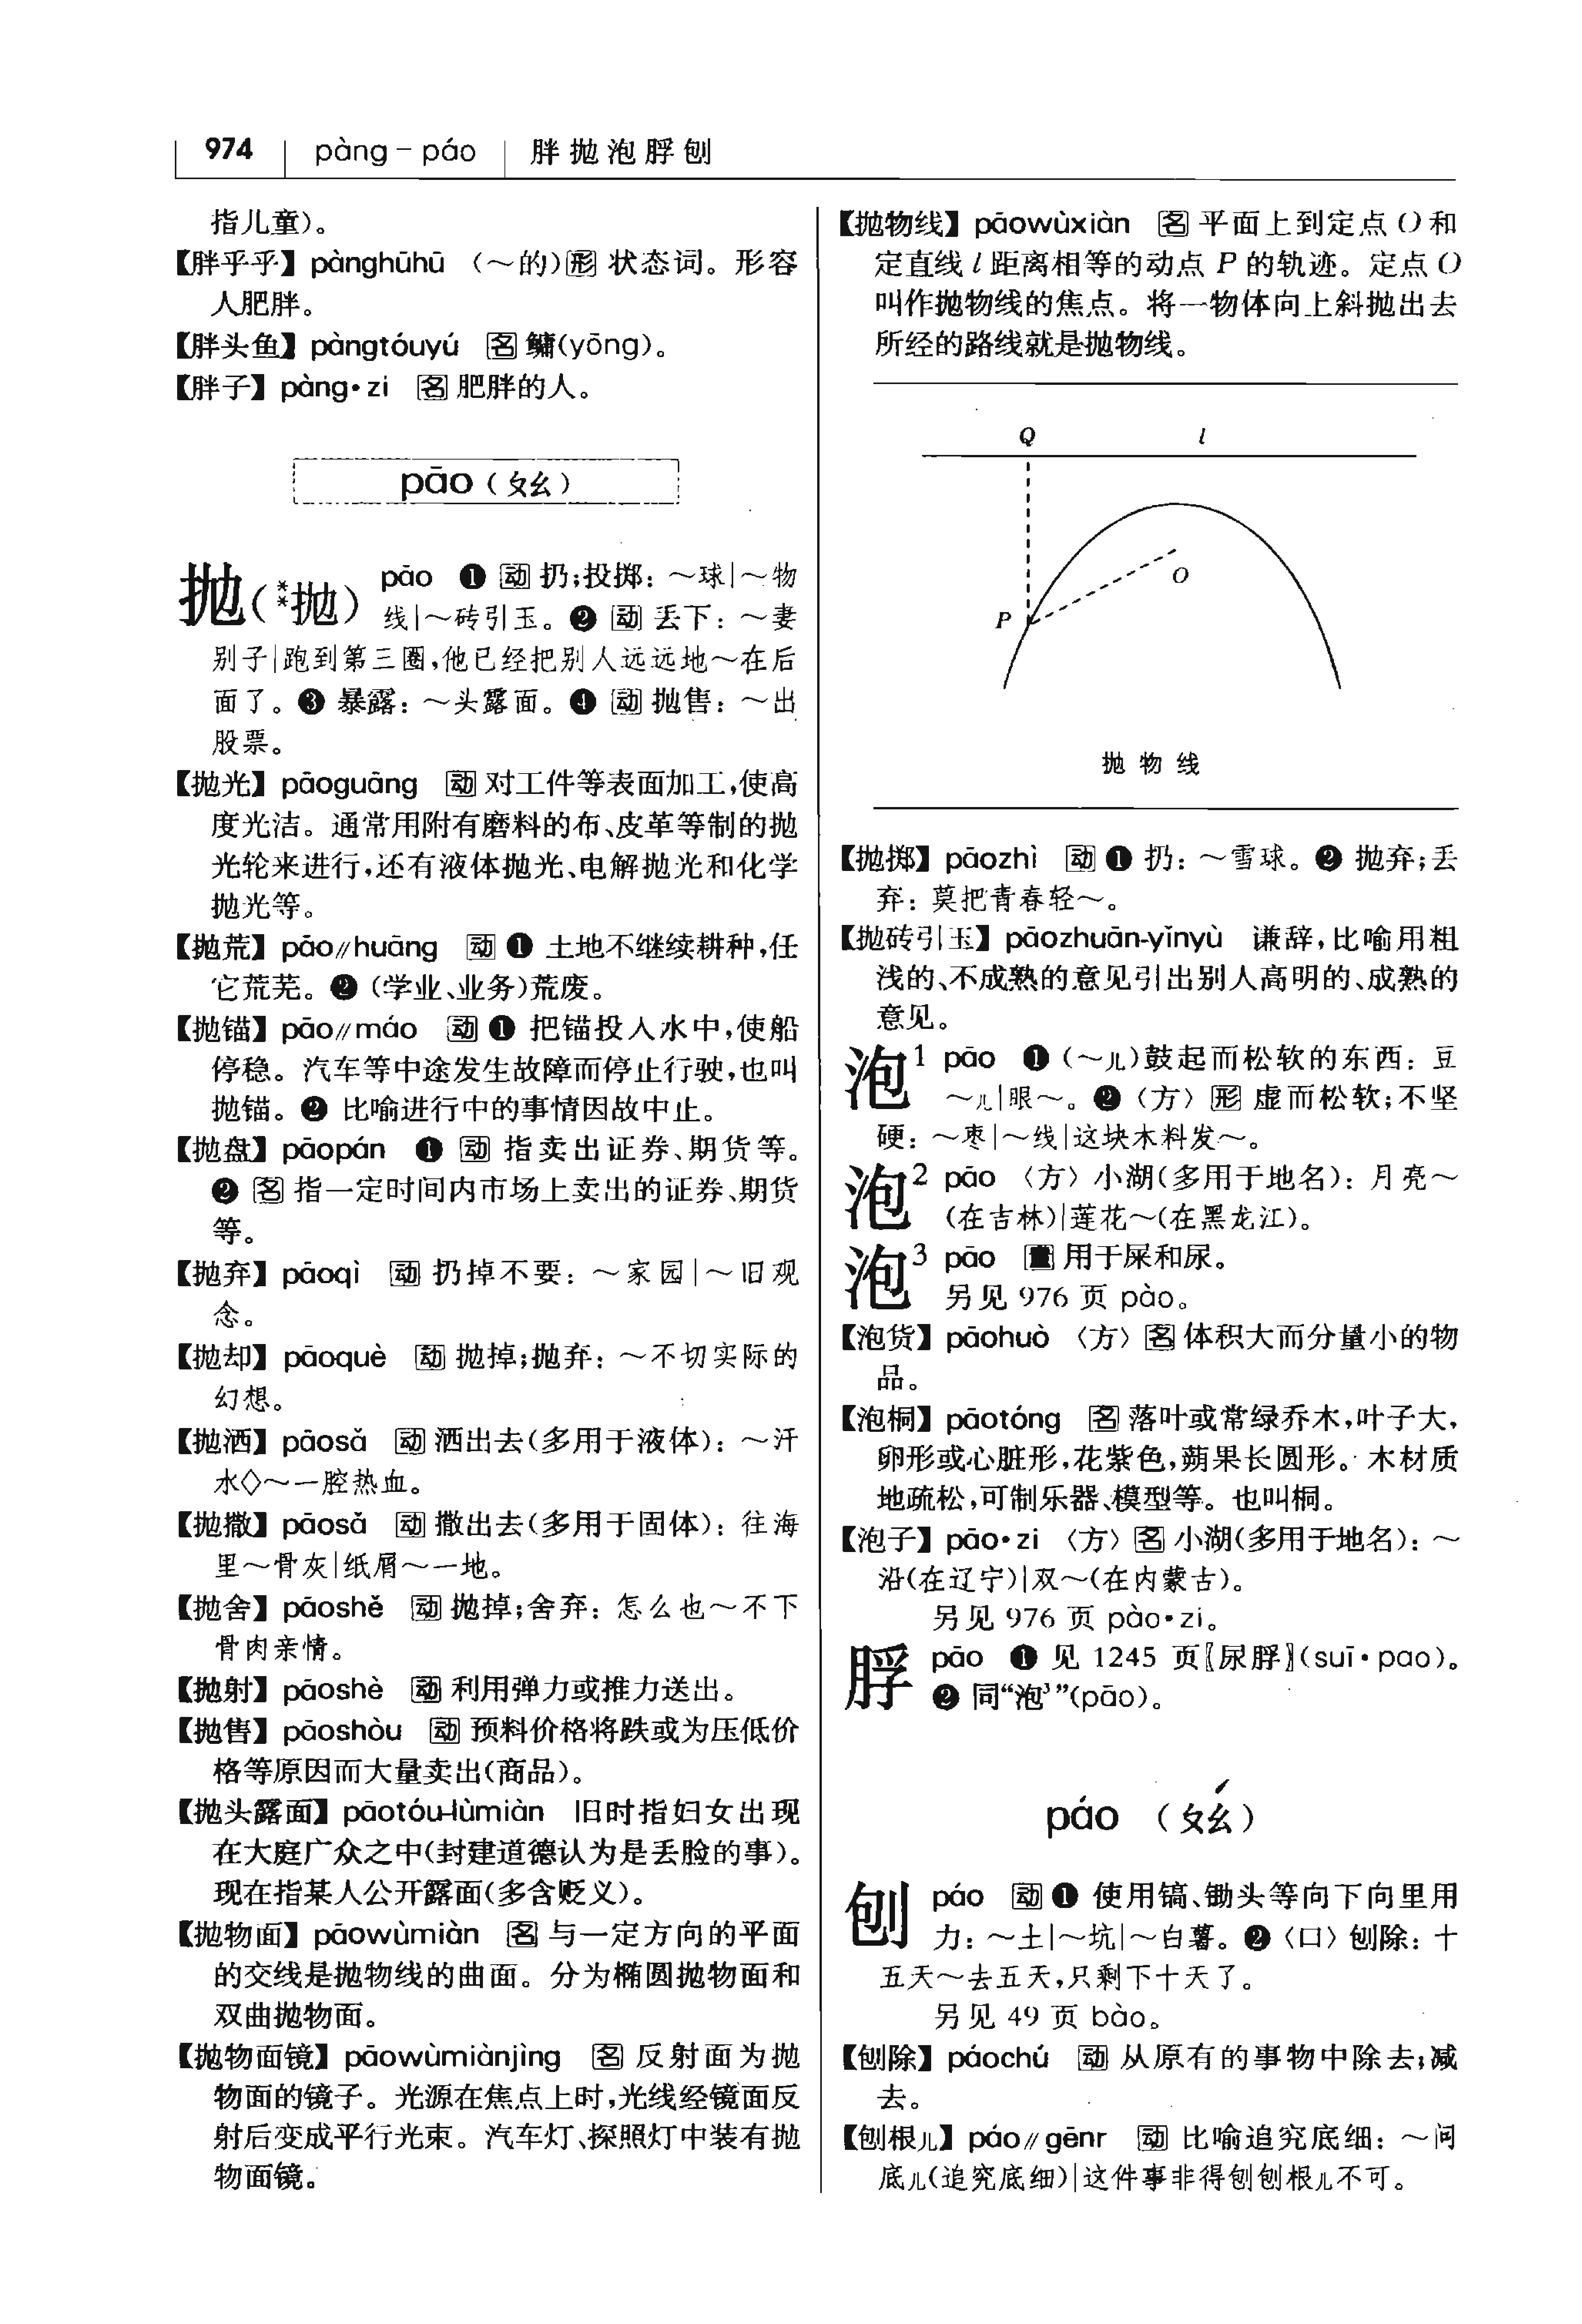 974 pàng－páo 胖抛泡脬刨
指儿童)。
【胖乎乎】pànghūhū （～的)形 状态词。形容
人肥胖。
【胖头鱼】pàngtóuyú 名 鳙(yōng)。
【胖子】pàng•zi 名 肥胖的人。
pāo（ㄆㄠ）
抛(**抛) pāo ❶ 动 扔；投掷：～球|～物
线|～砖引玉。❷ 动 丢下：～妻
别子|跑到第三圈，他已经把别人远远地～在后
面了。❸ 暴露：～头露面。❹ 动 抛售：～出
股票。
【抛光】pāoguāng 动 对工件等表面加工，使高
度光洁。通常用附有磨料的布、皮革等制的抛
光轮来进行，还有液体抛光、电解抛光和化学
抛光等。
【抛荒】pāo//huāng 动 ❶ 土地不继续耕种，任
它荒芜。❷（学业、业务)荒废。
【抛锚】pāo//máo 动 ❶ 把锚投入水中，使船
停稳。汽车等中途发生故障而停止行驶，也叫
抛锚。❷ 比喻进行中的事情因故中止。
【抛盘】pāopán ❶ 动 指卖出证券、期货等。
❷ 名 指一定时间内市场上卖出的证券、期货
等。
【抛弃】pāoqì 动 扔掉不要：～家园|～旧观
念。
【抛却】pāoquè 动 抛掉；抛弃：～不切实际的
幻想。
【抛洒】pāosǎ 动 洒出去(多用于液体)：～汗
水◇～一腔热血。
【抛撒】pāosǎ 动 撒出去(多用于固体)：往海
里～骨灰|纸屑～一地。
【抛舍】pāoshě 动 抛掉；舍弃：怎么也～不下
骨肉亲情。
【抛射】pāoshè 动 利用弹力或推力送出。
【抛售】pāoshòu 动 预料价格将跌或为压低价
格等原因而大量卖出(商品)。
【抛头露面】pāotóu-lùmiàn 旧时指妇女出现
在大庭广众之中(封建道德认为是丢脸的事)。
现在指某人公开露面(多含贬义)。
【抛物面】pāowùmiàn 名 与一定方向的平面
的交线是抛物线的曲面。分为椭圆抛物面和
双曲抛物面。
【抛物面镜】pāowùmiànjìng 名 反射面为抛
物面的镜子。光源在焦点上时，光线经镜面反
射后变成平行光束。汽车灯、探照灯中装有抛
物面镜。
【抛物线】pāowùxiàn 名 平面上到定点 O 和
定直线 l 距离相等的动点 P 的轨迹。定点 O
叫作抛物线的焦点。将一物体向上斜抛出去
所经的路线就是抛物线。
Q l
O
P
抛物线
【抛掷】pāozhì 动 ❶ 扔：～雪球。❷ 抛弃；丢
弃：莫把青春轻～。
【抛砖引玉】pāozhuān-yǐnyù 谦辞，比喻用粗
浅的、不成熟的意见引出别人高明的、成熟的
意见。
泡1 pāo ❶（～儿)鼓起而松软的东西：豆
～儿|眼～。❷〈方〉形 虚而松软；不坚
硬：～枣|～线|这块木料发～。
泡2 pāo 〈方〉小湖(多用于地名)：月亮～
(在吉林)|莲花～(在黑龙江)。
泡3 pāo 量 用于屎和尿。
另见 976 页 pào。
【泡货】pāohuò 〈方〉名 体积大而分量小的物
品。
【泡桐】pāotóng 名 落叶或常绿乔木，叶子大，
卵形或心脏形，花紫色，蒴果长圆形。木材质
地疏松，可制乐器、模型等。也叫桐。
【泡子】pāo•zi 〈方〉名 小湖(多用于地名)：～
沿(在辽宁)|双～(在内蒙古)。
另见 976 页 pào•zi。
脬 pāo ❶ 见 1245 页〖尿脬〗(suī•pao)。
❷ 同“泡3”(pāo)。
páo （ㄆㄠˊ）
刨 páo 动 ❶ 使用镐、锄头等向下向里用
力：～土|～坑|～白薯。❷〈口〉刨除：十
五天～去五天，只剩下十天了。
另见 49 页 bào。
【刨除】páochú 动 从原有的事物中除去；减
去。
【刨根儿】páo//gēnr 动 比喻追究底细：～问
底儿(追究底细)|这件事非得刨刨根儿不可。